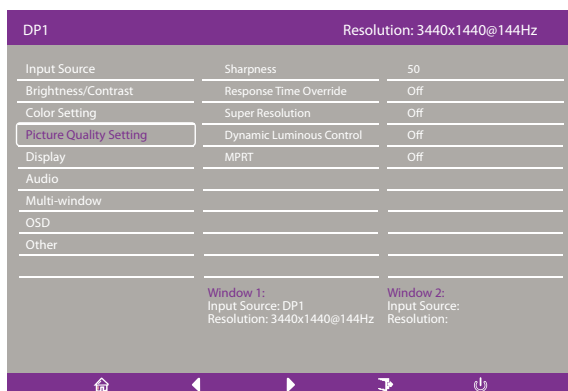 DP1 Resolution: 3440x1440@144Hz
Input Source Sharpness 50
Brightness/Contrast Response Time Override Off
Color Setting Super Resolution Off
Picture Quality Setting Dynamic Luminous Control Off
Display MPRT Off
Audio
Multi-window
OSD
Other
Window 1: Window 2:
Input Source: DP1 Input Source:
Resolution: 3440x1440@144Hz Resolution: